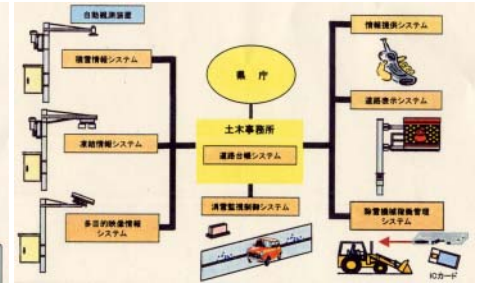 自動観測装置
積雪情報システム
凍結情報システム
多目的映像情報
システム
県庁
土木事務所
道路台帳システム
消雪監視制御システム
情報提供システム
道路表示システム
除雪機械稼働管理
システム
ICカード